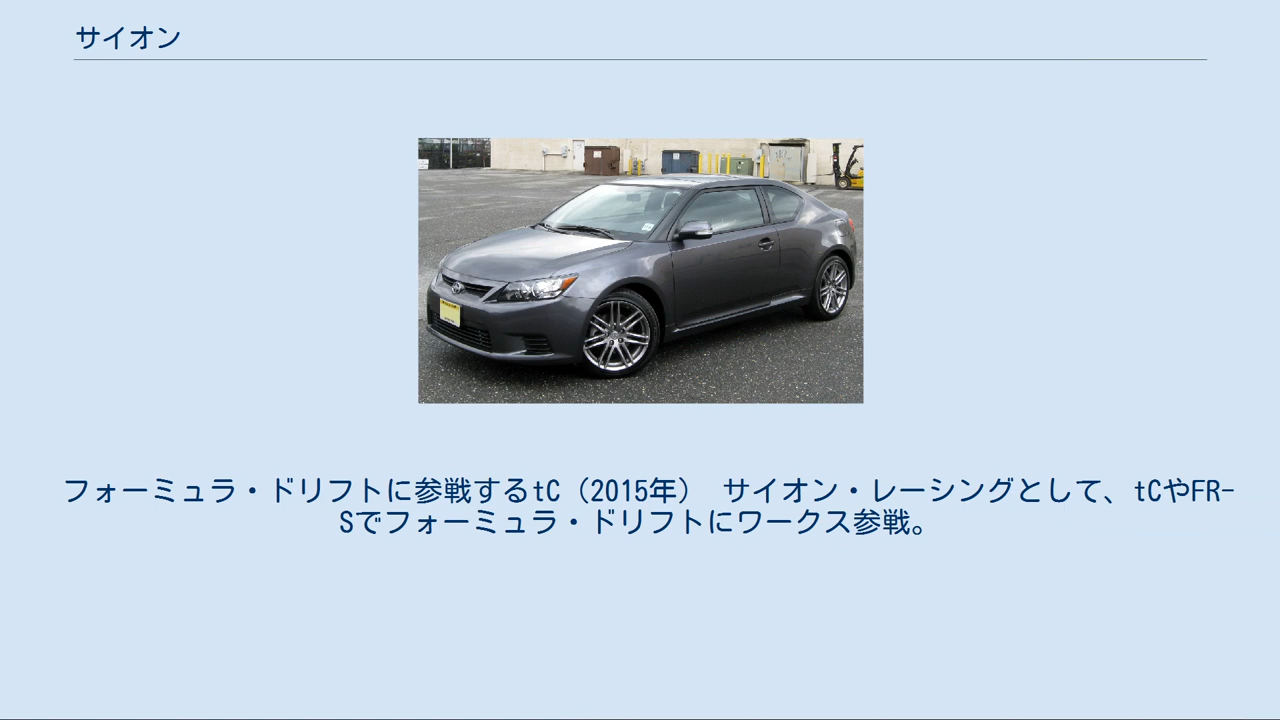 サイオン
フォーミュラ・ドリフトに参戦するtC（2015年） サイオン・レーシングとして、tCやFR-
Sでフォーミュラ・ドリフトにワークス参戦。